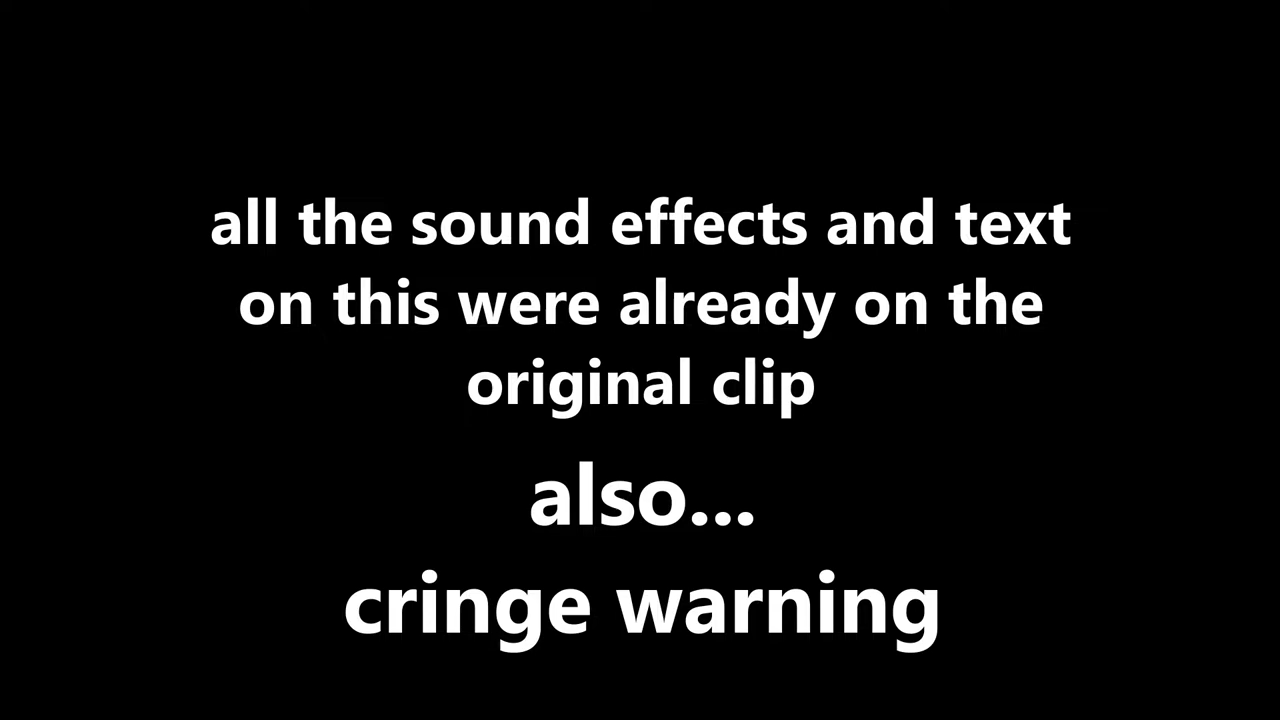 all the sound effects and text
on this were already on the
original clip
also...
cringe warning